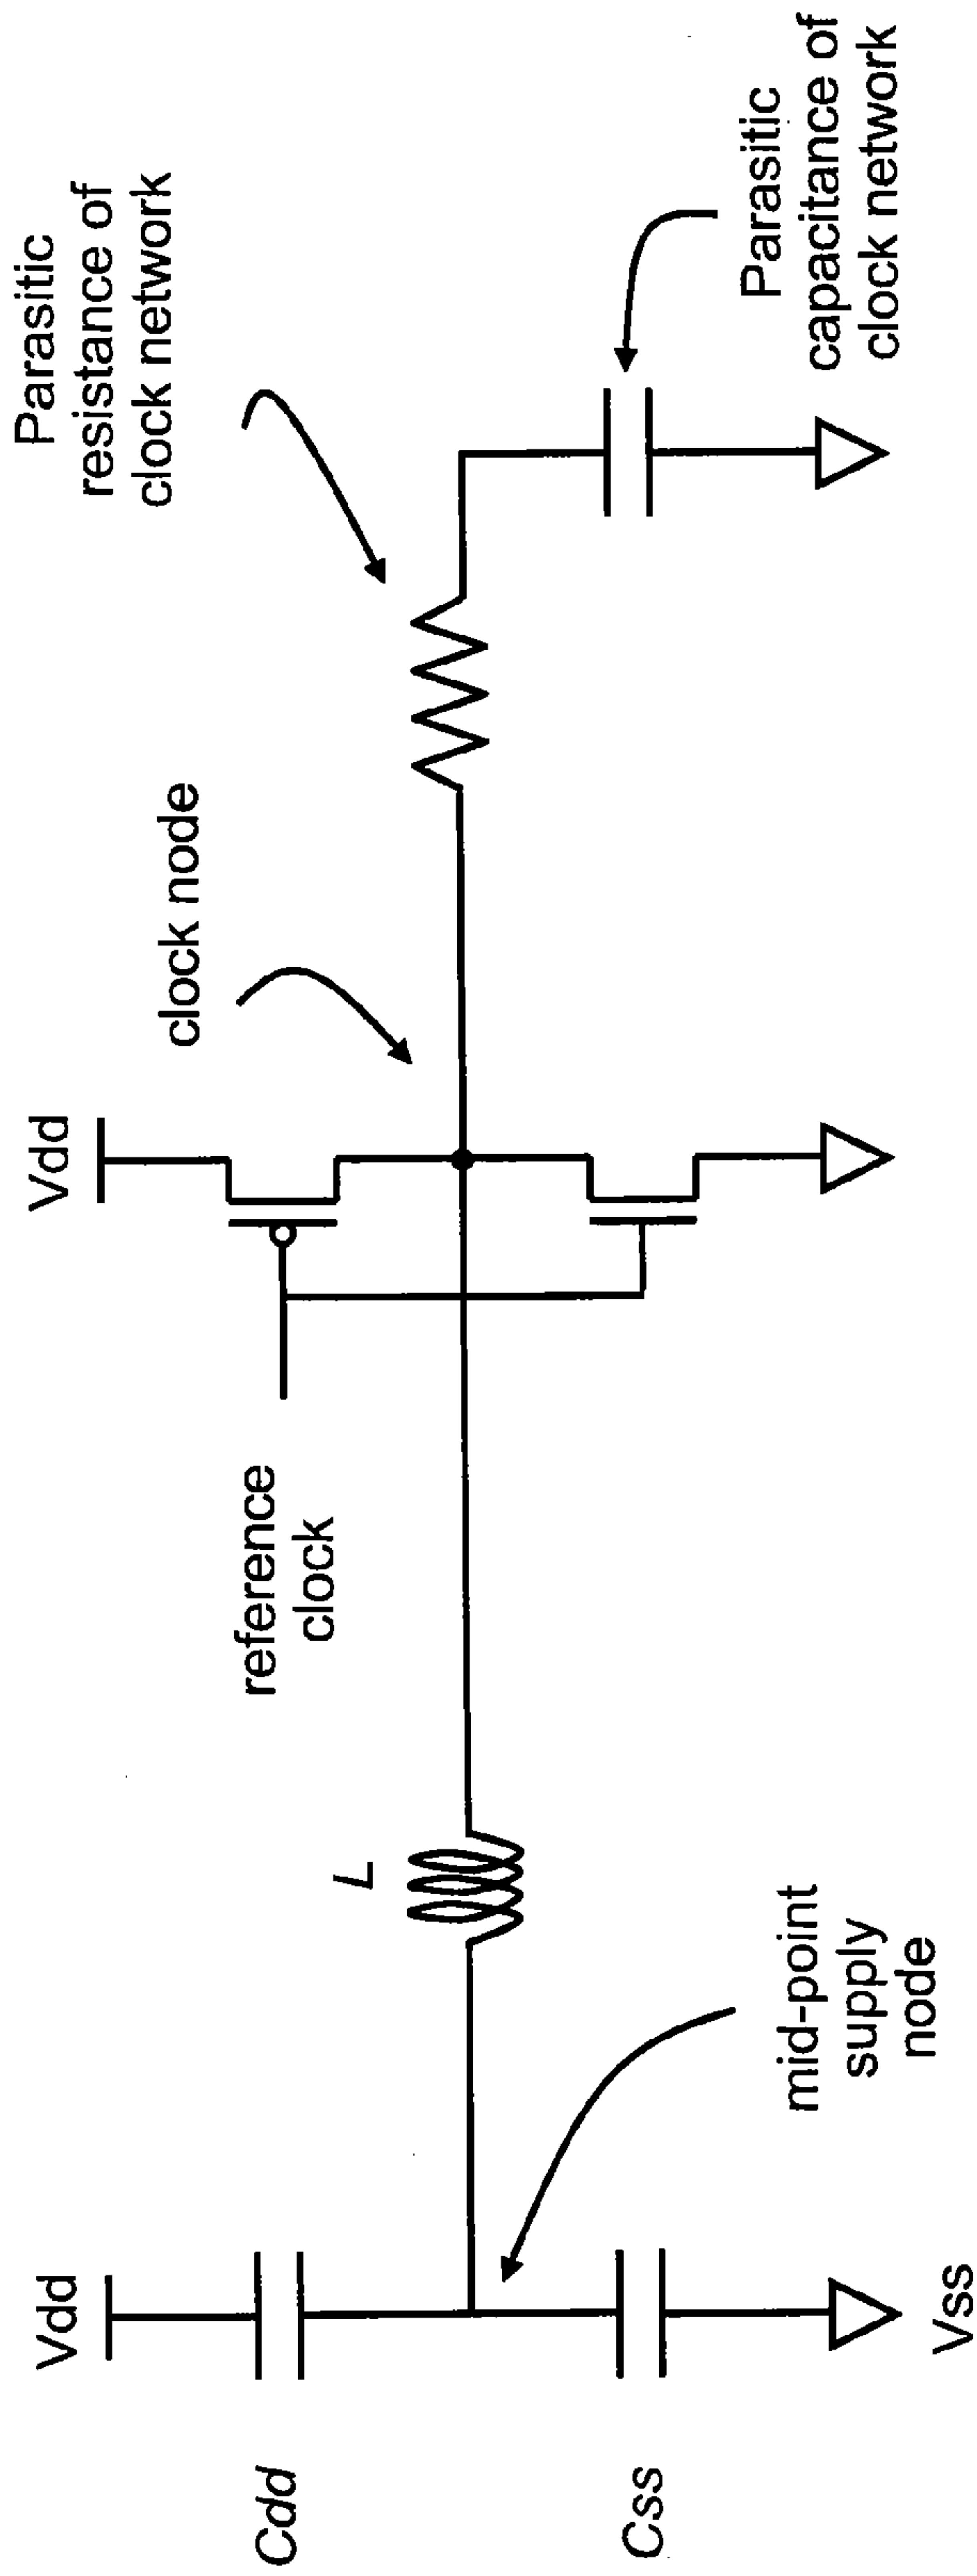 Vdd
Cdd
Css
Vss
mid-point
supply
node
L
reference
clock
Vdd
clock node
Parasitic
resistance of
clock network
Parasitic
capacitance of
clock network